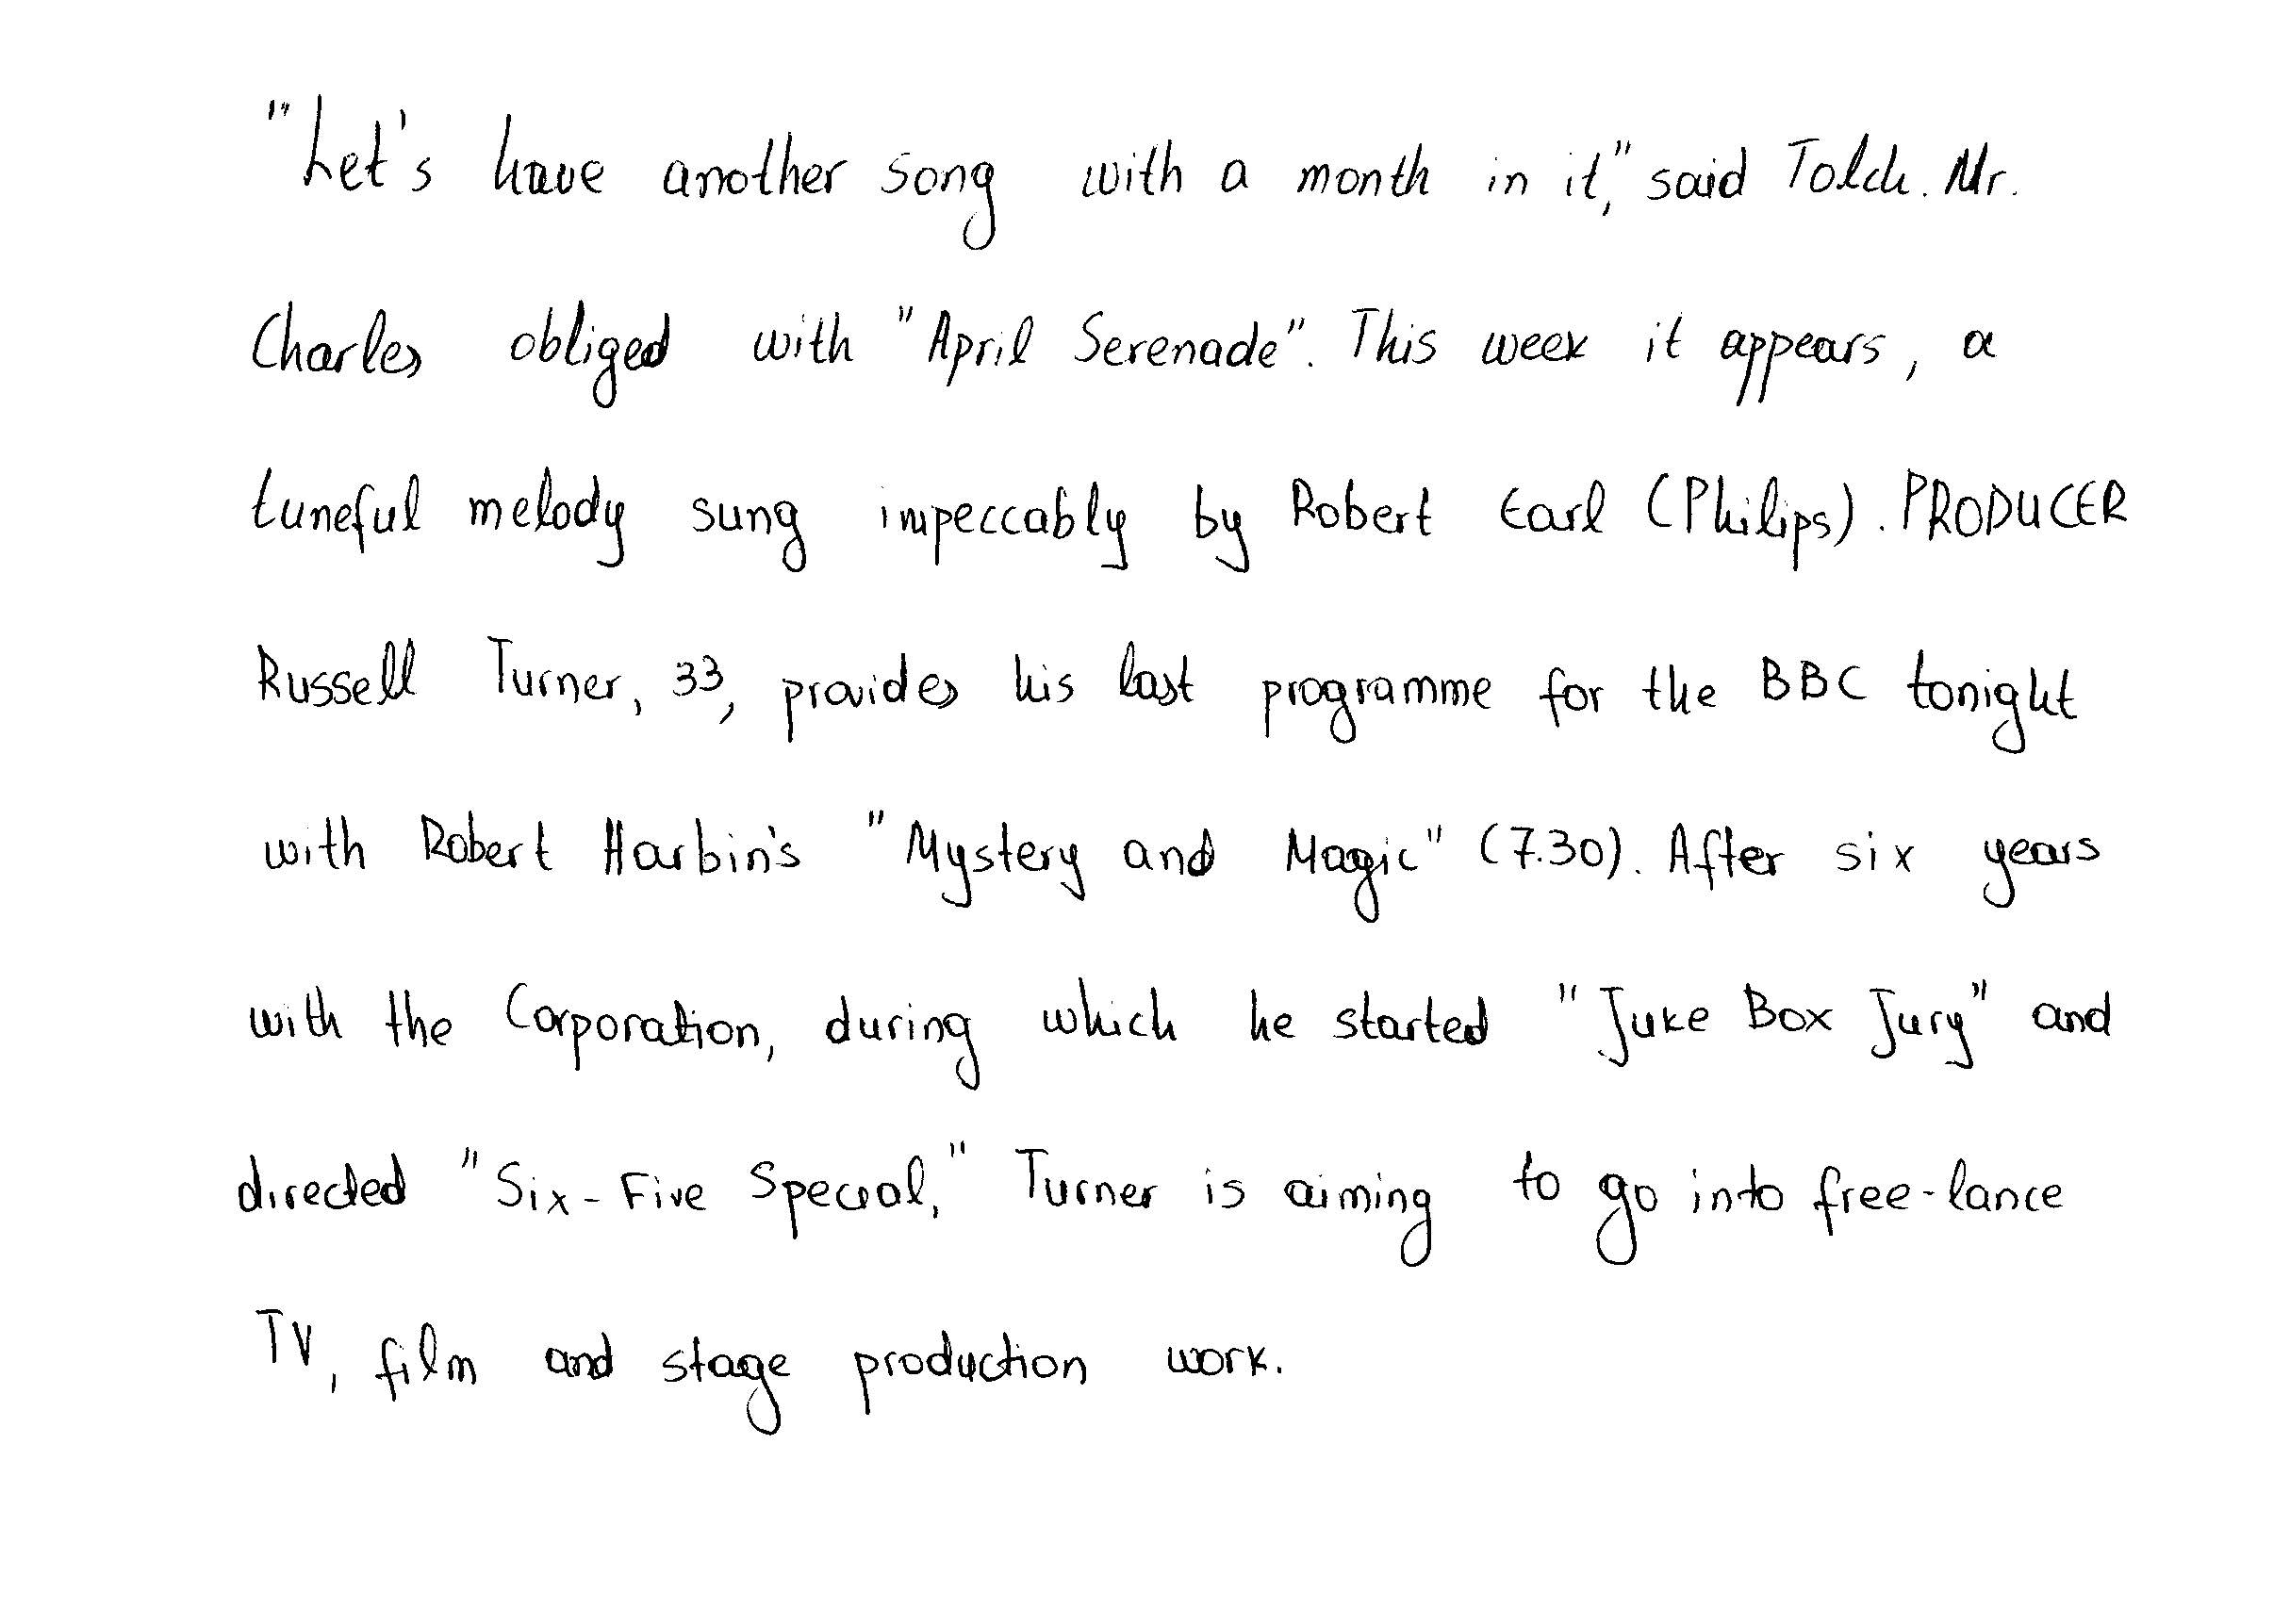 "Let's have another song with a month in it," said Tolch. Mr.
Charles obliged with "April Serenade". This week it appears, a
tuneful melody sung impeccably by Robert Earl (Philips). PRODUCER
Russell Turner, 33, provides his last programme for the BBC tonight
with Robert Harbin's "Mystery and Magic" (7.30). After six years
with the Corporation, during which he started "Juke Box Jury" and
directed "Six-Five Special," Turner is aiming to go into free-lance
TV, film and stage production work.